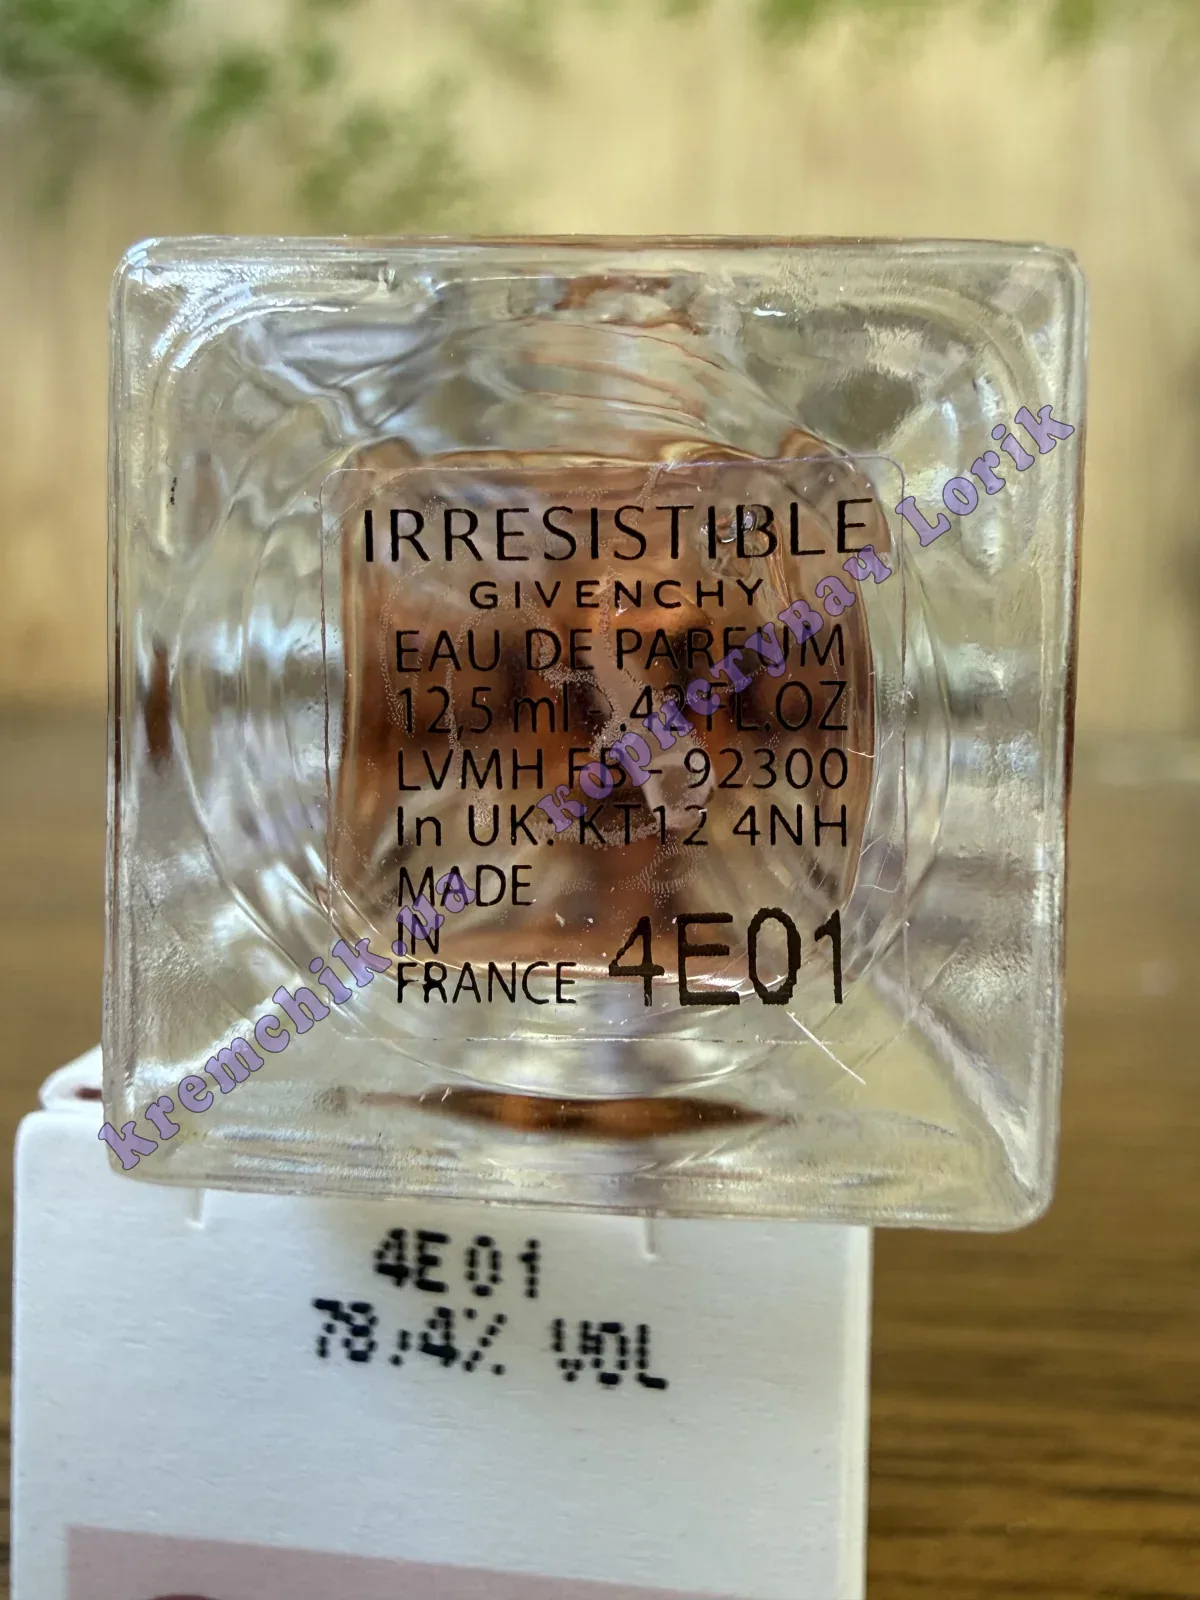 IRRESISTIBLE
GIVENCHY
EAU DE PARFUM
12,5 ml - .42 FL.OZ
LVMH FB - 92300
In UK: KT12 4NH
MADE
IN
FRANCE 4E01
kremchik.ua користувач Lorik
4E01
78.4% VOL